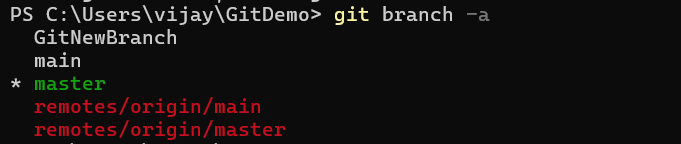 PS C:\Users\vijay\GitDemo> git branch -a
GitNewBranch
main
* master
remotes/origin/main
remotes/origin/master